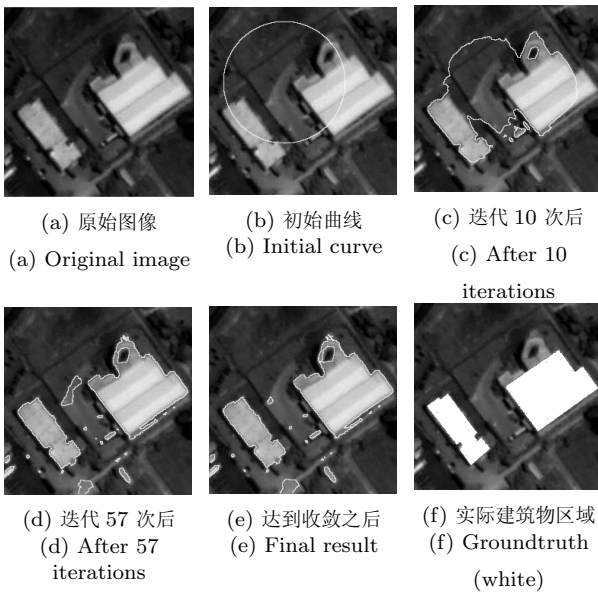 (a) 原始图像
(a) Original image
(b) 初始曲线
(b) Initial curve
(c) 迭代 10 次后
(c) After 10
iterations
(d) 迭代 57 次后
(d) After 57
iterations
(e) 达到收敛之后
(e) Final result
(f) 实际建筑物区域
(f) Groundtruth
(white)